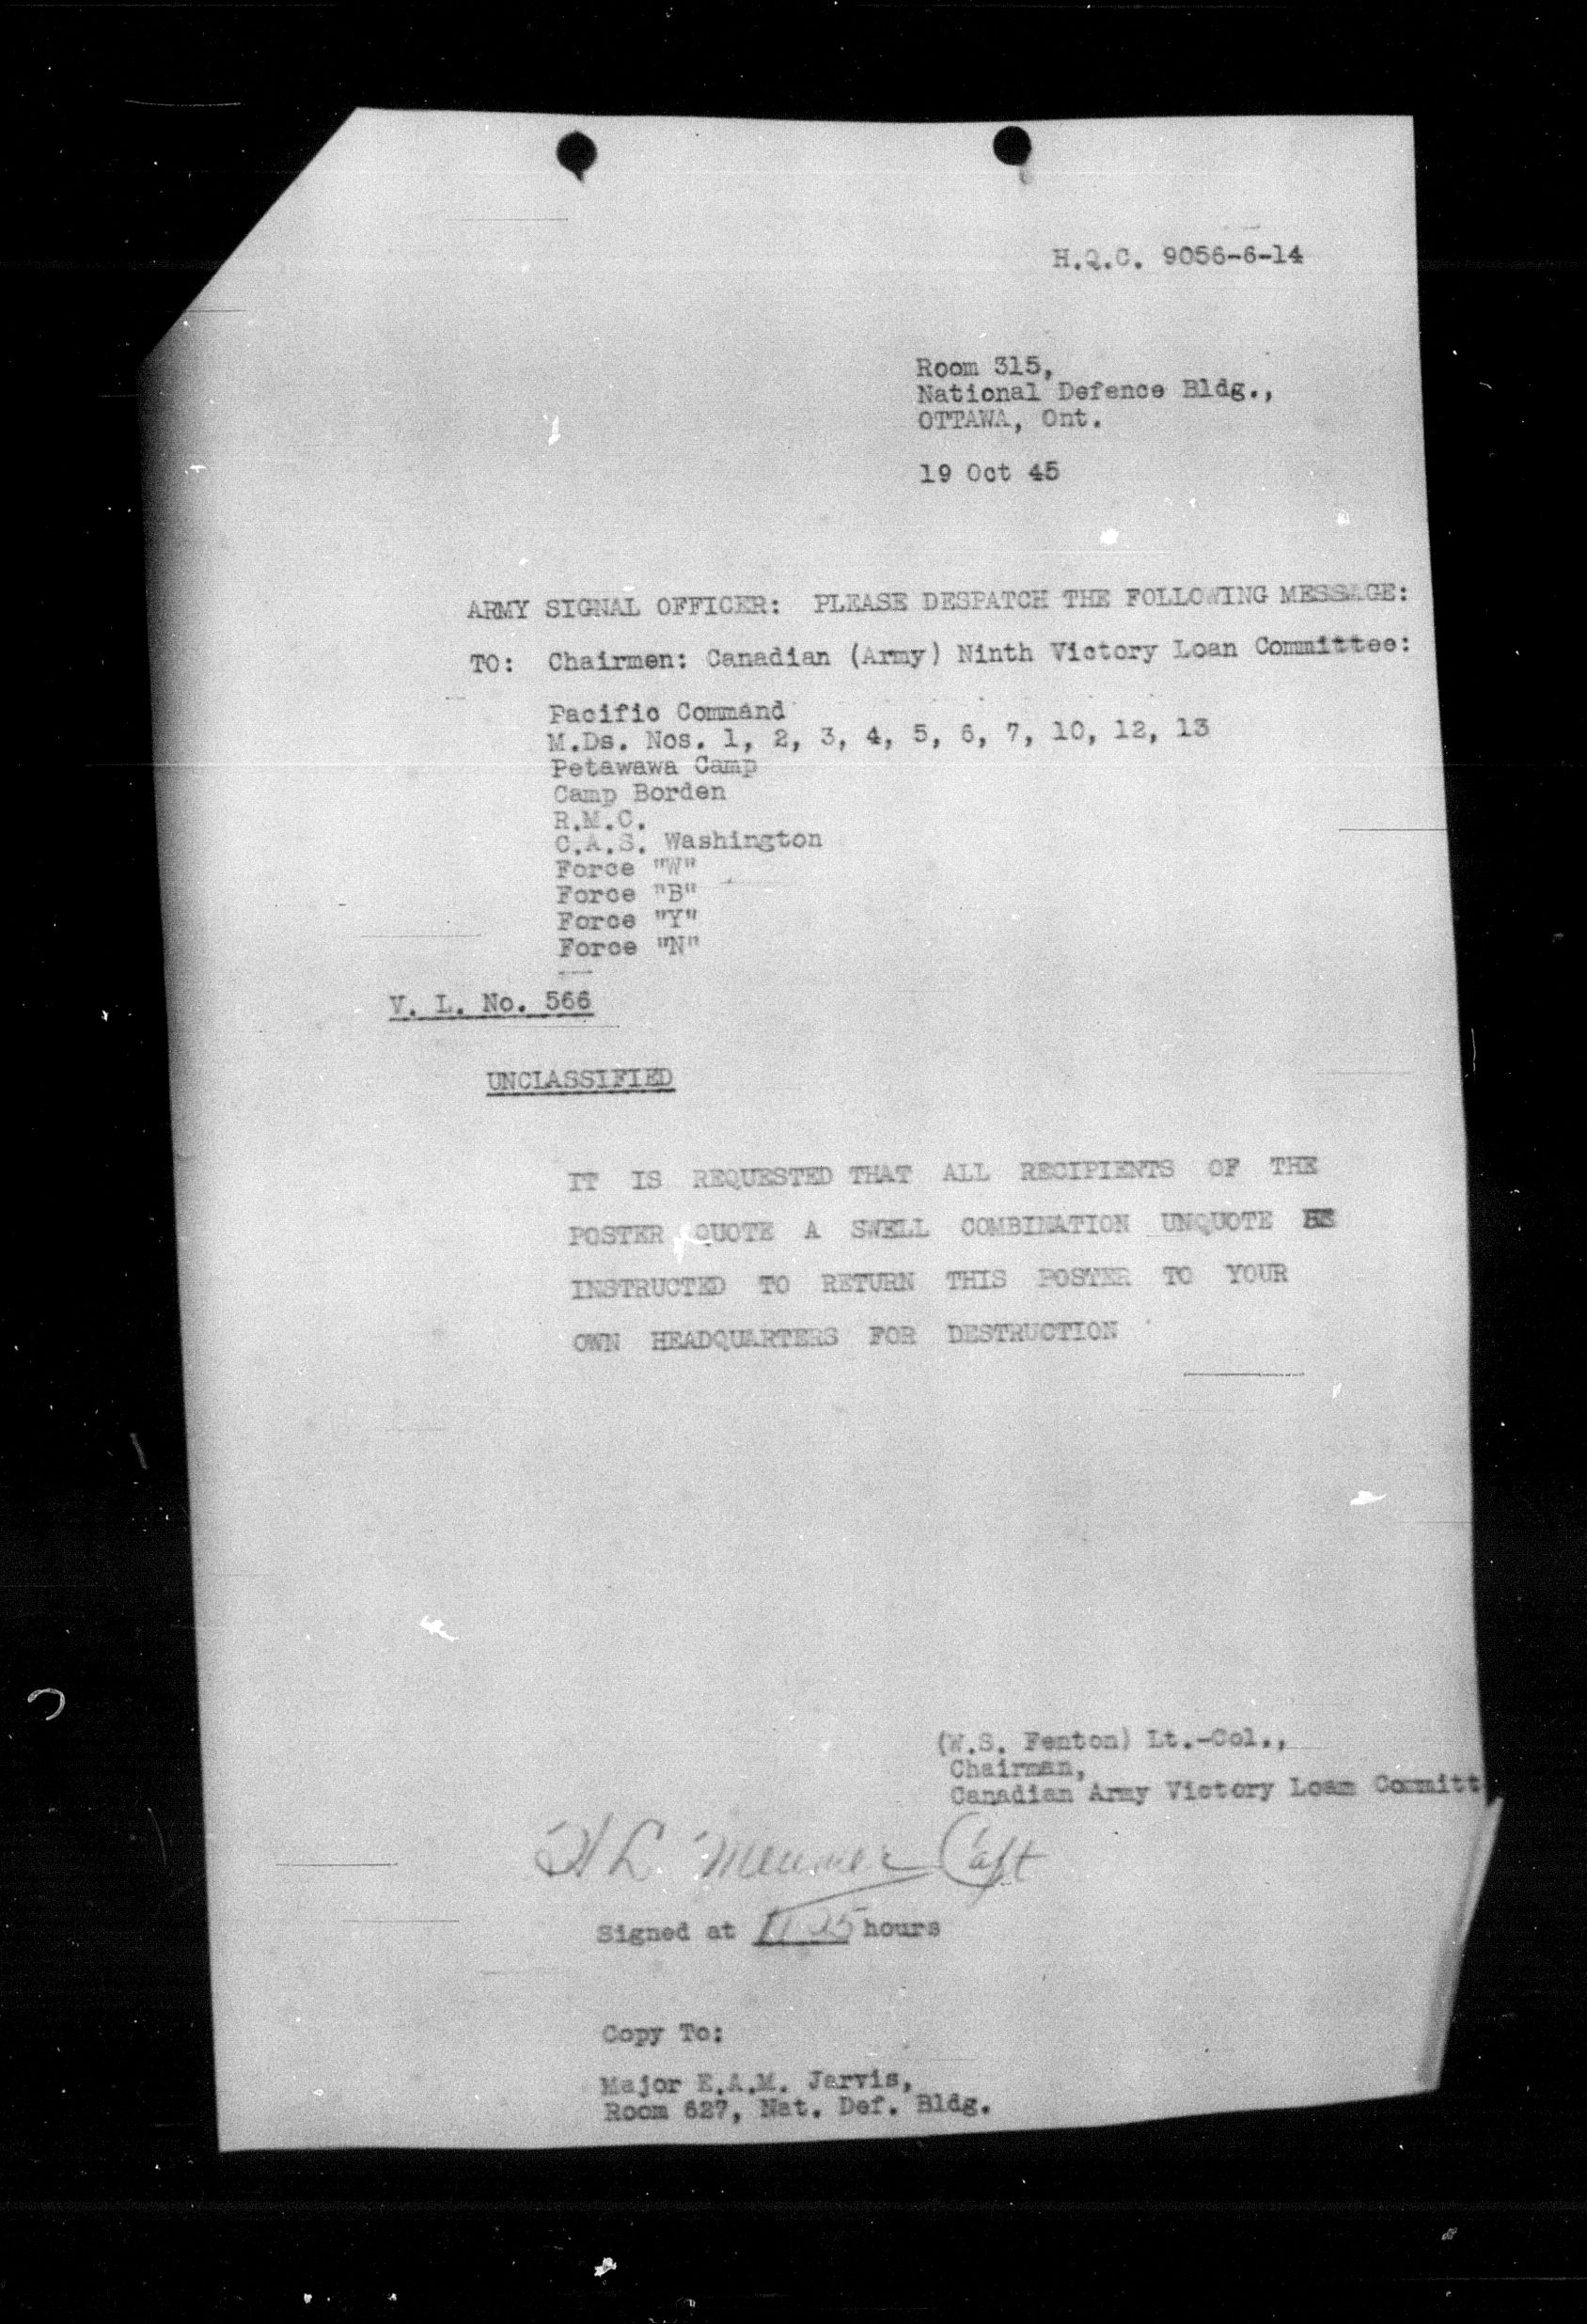 H.Q.C. 9056-6-14
Room 315,
National Defence Bldg.,
OTTAWA, Ont.
19 Oct 45
ARMY SIGNAL OFFICER: PLEASE DESPATCH THE FOLLOWING MESSAGE:
TO: Chairmen: Canadian (Army) Ninth Victory Loan Committee:
Pacific Command
M.Ds. Nos. 1, 2, 3, 4, 5, 6, 7, 10, 12, 13
Petawawa Camp
Camp Borden
R.M.C.
C.A.S. Washington
Force "W"
Force "B"
Force "Y"
Force "N"
V. L. No. 566
UNCLASSIFIED
IT IS REQUESTED THAT ALL RECIPIENTS OF THE
POSTER QUOTE A SWELL COMBINATION UNQUOTE BE
INSTRUCTED TO RETURN THIS POSTER TO YOUR
OWN HEADQUARTERS FOR DESTRUCTION
(W.S. Fenton) Lt.-Col.,
Chairman,
Canadian Army Victory Loan Committ
Capt
Signed at hours
Copy To:
Major E.A.M. Jarvis,
Room 627, Nat. Def. Bldg.